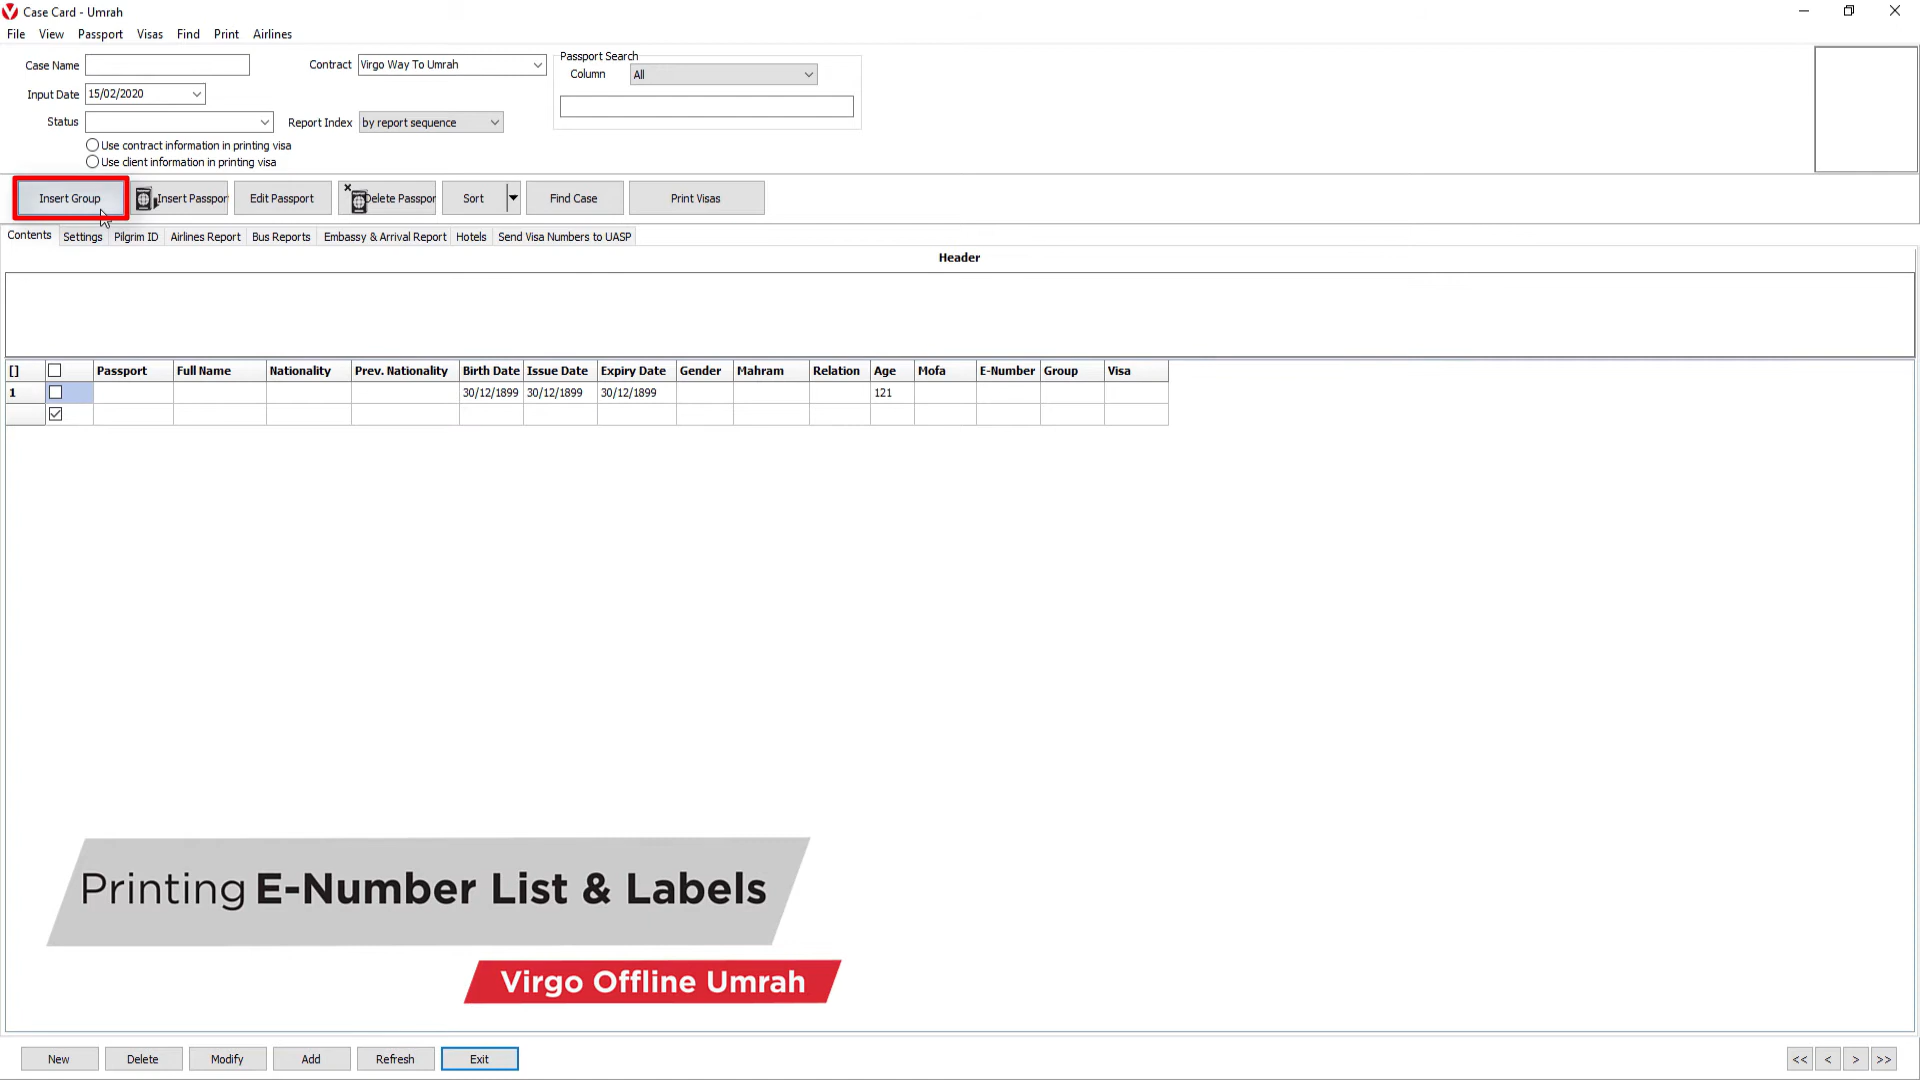 Case Card - Umrah
File View Passport Visas Find Print Airlines
Case Name
Contract Virgo Way To Umrah
Passport Search
Column All
Input Date 15/02/2020
Status
Report Index by report sequence
Use contract information in printing visa
Use client information in printing visa
Insert Group Insert Passpor Edit Passport Delete Passpor Sort Find Case Print Visas
Contents Settings Pilgrim ID Airlines Report Bus Reports Embassy & Arrival Report Hotels Send Visa Numbers to UASP
Header
[] Passport Full Name Nationality Prev. Nationality Birth Date Issue Date Expiry Date Gender Mahram Relation Age Mofa E-Number Group Visa
1 30/12/1899 30/12/1899 30/12/1899 121
Printing E-Number List & Labels
Virgo Offline Umrah
New Delete Modify Add Refresh Exit << < > >>